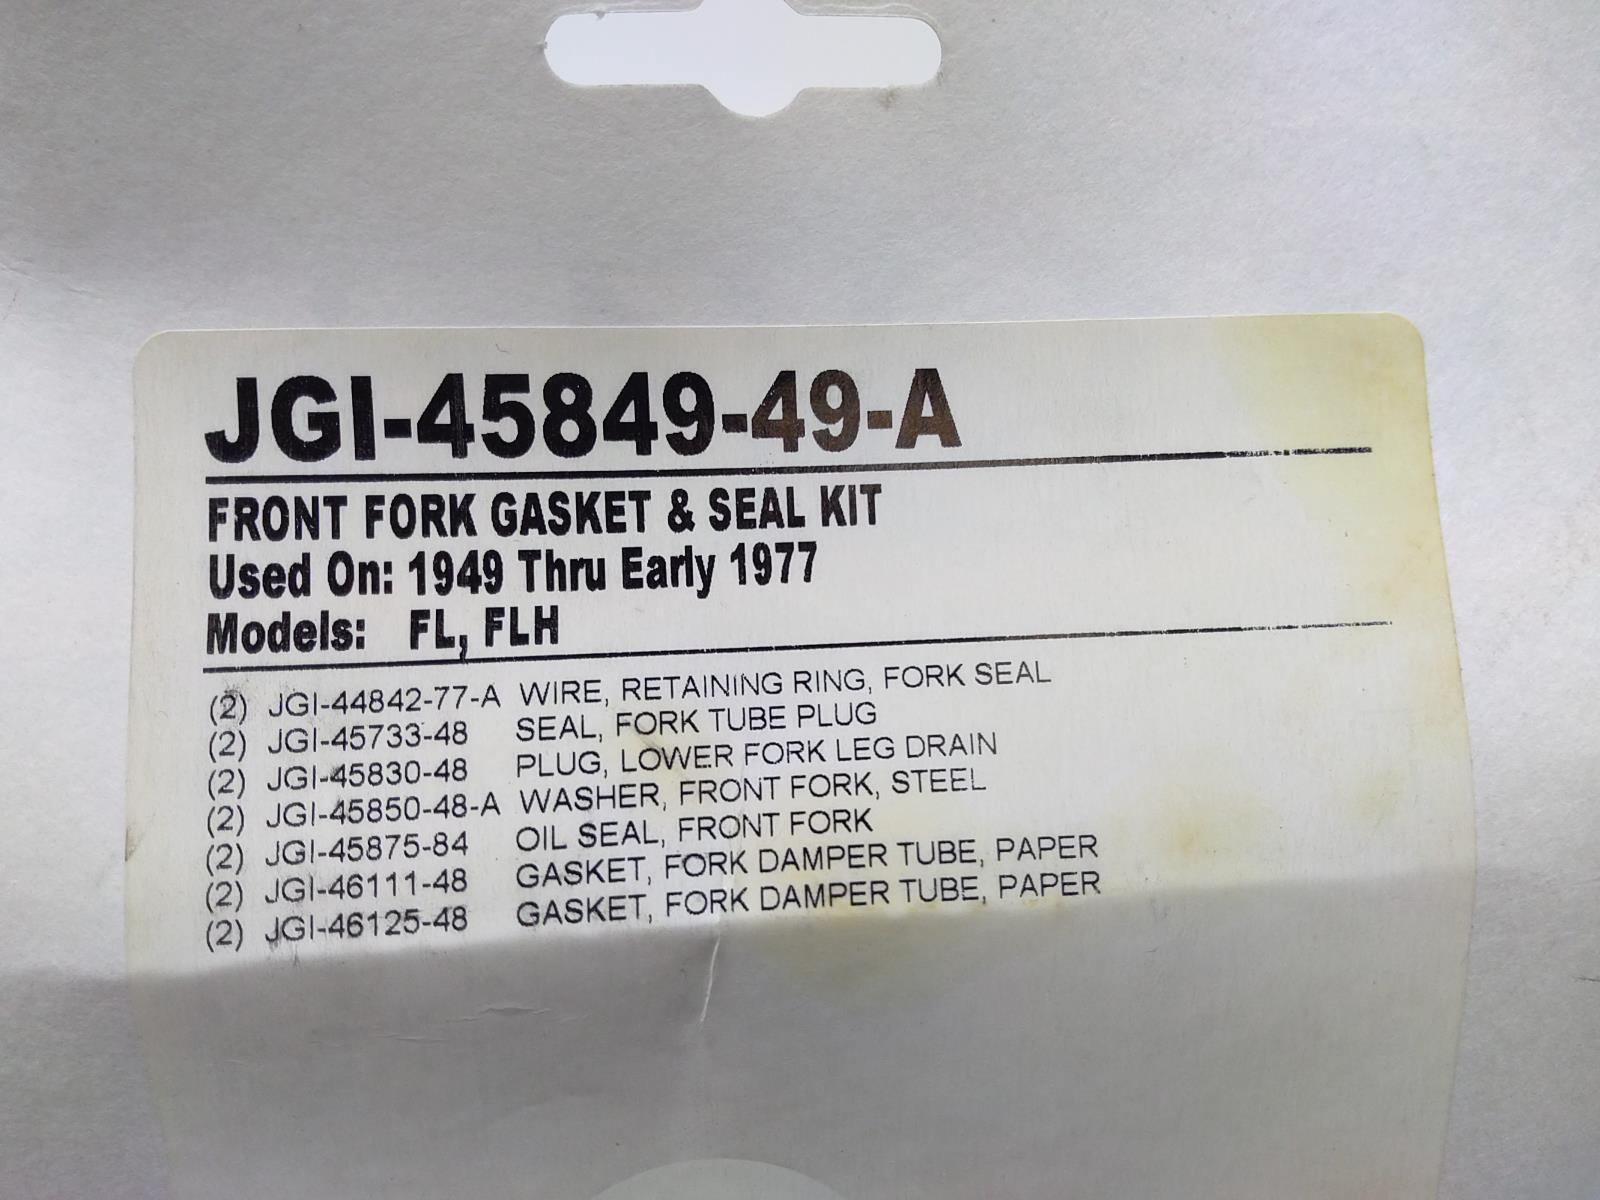 JGI-45849-49-A
FRONT FORK GASKET & SEAL KIT
Used On: 1949 Thru Early 1977
Models: FL, FLH
(2) JGI-44842-77-A WIRE, RETAINING RING, FORK SEAL
(2) JGI-45733-48 SEAL, FORK TUBE PLUG
(2) JGI-45830-48 PLUG, LOWER FORK LEG DRAIN
(2) JGI-45850-48-A WASHER, FRONT FORK, STEEL
(2) JGI-45875-84 OIL SEAL, FRONT FORK
(2) JGI-46111-48 GASKET, FORK DAMPER TUBE, PAPER
(2) JGI-46125-48 GASKET, FORK DAMPER TUBE, PAPER